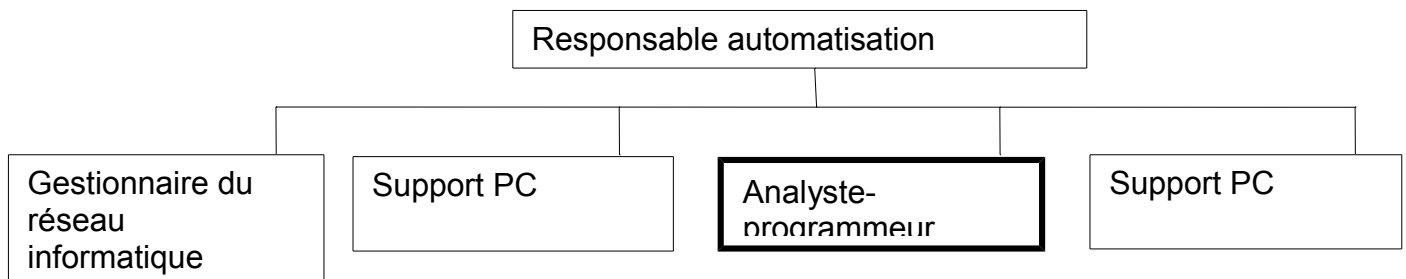 Responsable automatisation
Gestionnaire du
réseau
informatique
Support PC
Analyste-
programmeur
Support PC